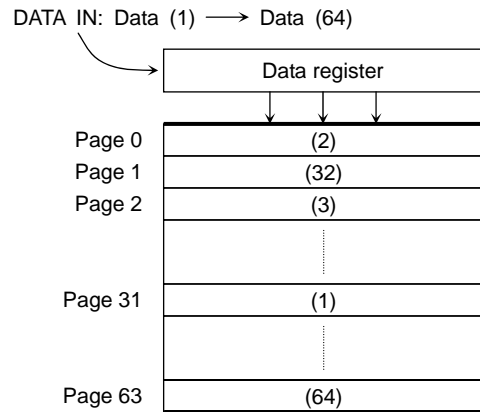 DATA IN: Data (1) → Data (64)
Data register
Page 0 (2)
Page 1 (32)
Page 2 (3)
Page 31 (1)
Page 63 (64)